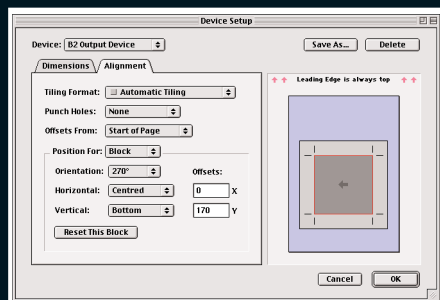 Device Setup
Device: B2 Output Device
Save As...
Delete
Dimensions
Alignment
Tiling Format: Automatic Tiling
Punch Holes: None
Offsets From: Start of Page
Position For: Block
Orientation: 270°
Offsets:
Horizontal: Centred 0 X
Vertical: Bottom 170 Y
Reset This Block
Leading Edge is always top
Cancel
OK